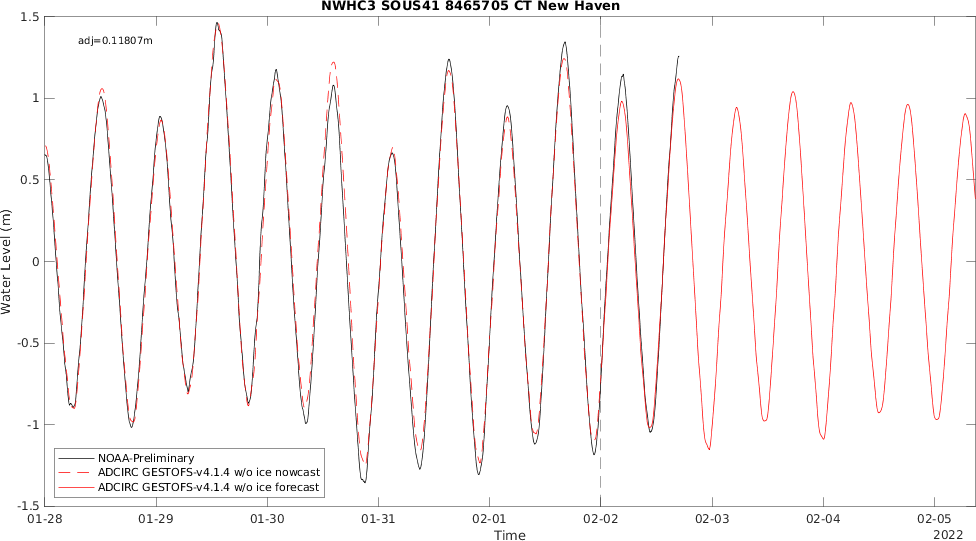 NWHC3 SOUS41 8465705 CT New Haven
1.5
adj=0.11807m
1
0.5
0
-0.5
-1
-1.5
Water Level (m)
NOAA-Preliminary
ADCIRC GESTOFS-v4.1.4 w/o ice nowcast
ADCIRC GESTOFS-v4.1.4 w/o ice forecast
01-28 01-29 01-30 01-31 02-01 02-02 02-03 02-04 02-05
Time
2022